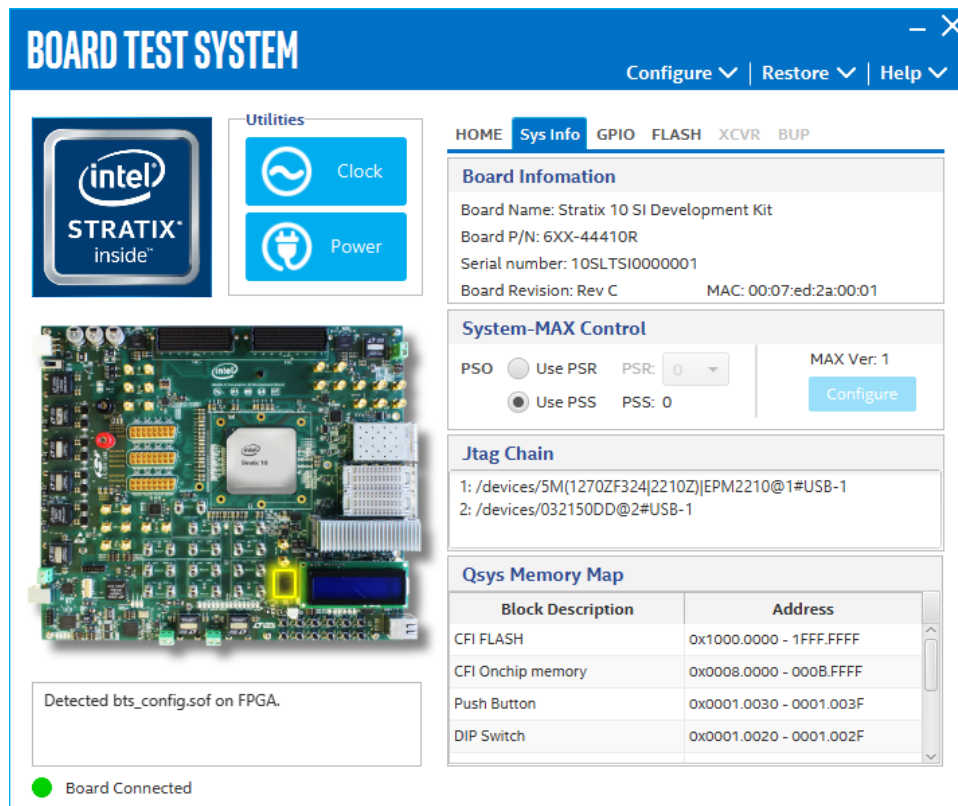 BOARD TEST SYSTEM
Configure Restore Help
intel
STRATIX
inside™
Utilities
Clock
Power
HOME Sys Info GPIO FLASH XCVR BUP
Board Infomation
Board Name: Stratix 10 SI Development Kit
Board P/N: 6XX-44410R
Serial number: 10SLTSI0000001
Board Revision: Rev C MAC: 00:07:ed:2a:00:01
System-MAX Control
PSO Use PSR PSR: 0
Use PSS PSS: 0
MAX Ver: 1
Configure
Jtag Chain
1: /devices/5M(1270ZF324|2210Z)|EPM2210@1#USB-1
2: /devices/032150DD@2#USB-1
Qsys Memory Map
Block Description Address
CFI FLASH 0x1000.0000 - 1FFF.FFFF
CFI Onchip memory 0x0008.0000 - 000B.FFFF
Push Button 0x0001.0030 - 0001.003F
DIP Switch 0x0001.0020 - 0001.002F
intel
intel
Stratix 10
Detected bts_config.sof on FPGA.
Board Connected